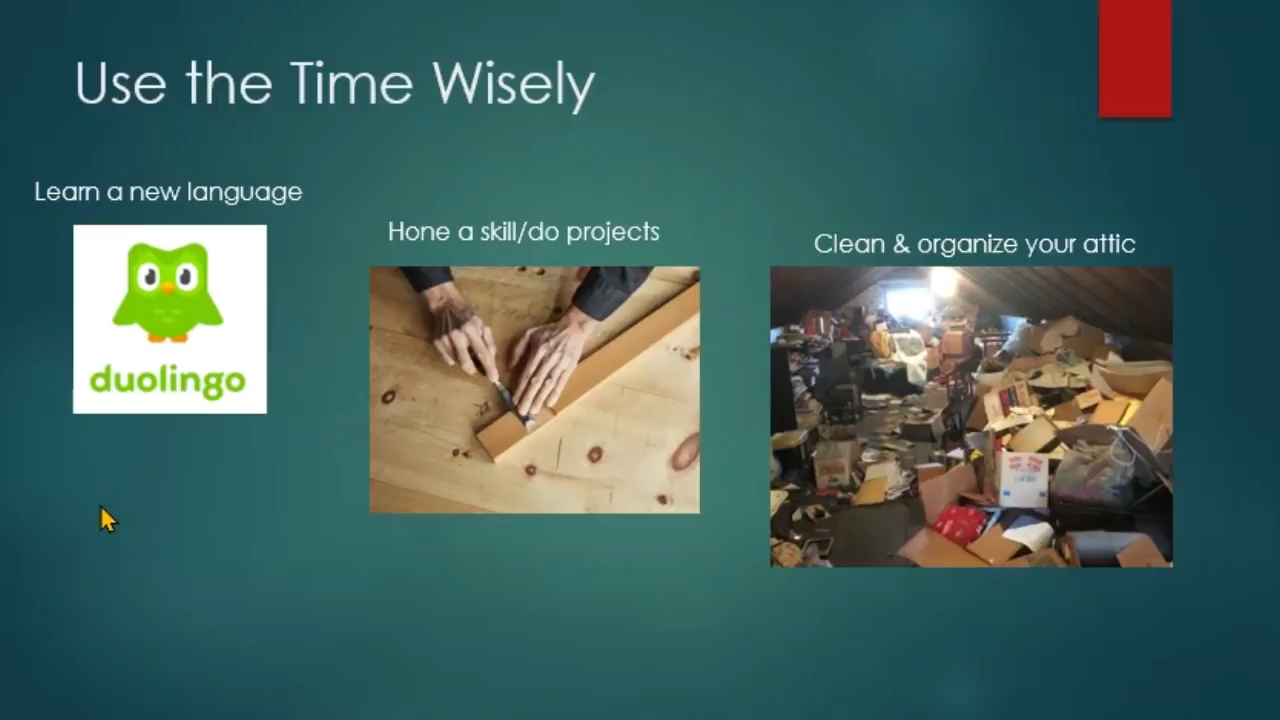 Use the Time Wisely
Learn a new language
duolingo
Hone a skill/do projects
Clean & organize your attic